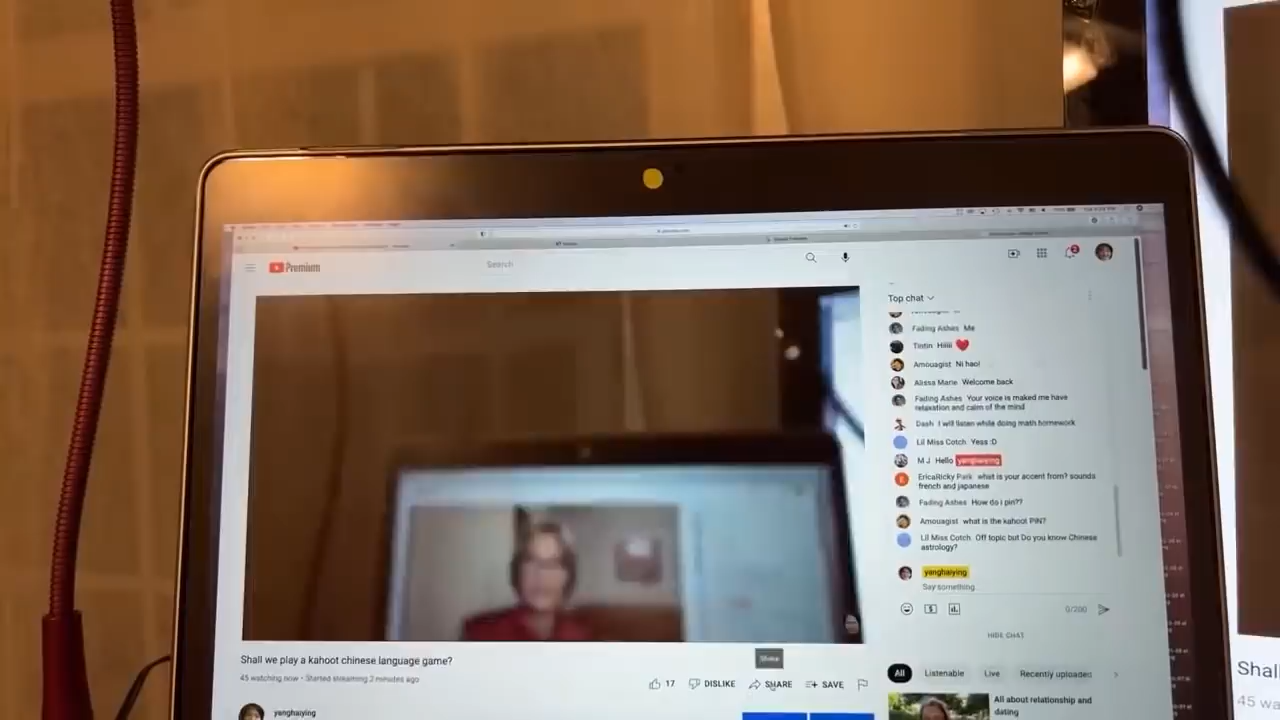 Premium
Search
2
Top chat
Fading Ashes Me
Tintin Hiiiii
Amouagist Ni hao!
Alissa Marie Welcome back
Fading Ashes Your voice is maked me have
relaxation and calm of the mind
Dash I will listen while doing math homework
Lil Miss Cotch Yess :D
M J Hello yanghaiying
E
EricaRicky Park what is your accent from? sounds
french and japanese
Fading Ashes How do i pin??
Amouagist what is the kahoot PIN?
Lil Miss Cotch Off topic but Do you know Chinese
astrology?
yanghaiying
Say something
0/200
HIDE CHAT
Shall we play a kahoot chinese language game?
45 watching now • Started streaming 2 minutes ago
Share
17 DISLIKE SHARE SAVE
yanghaiying
All Listenable Live Recently uploaded
All about relationship and
dating
Shal
45 wa